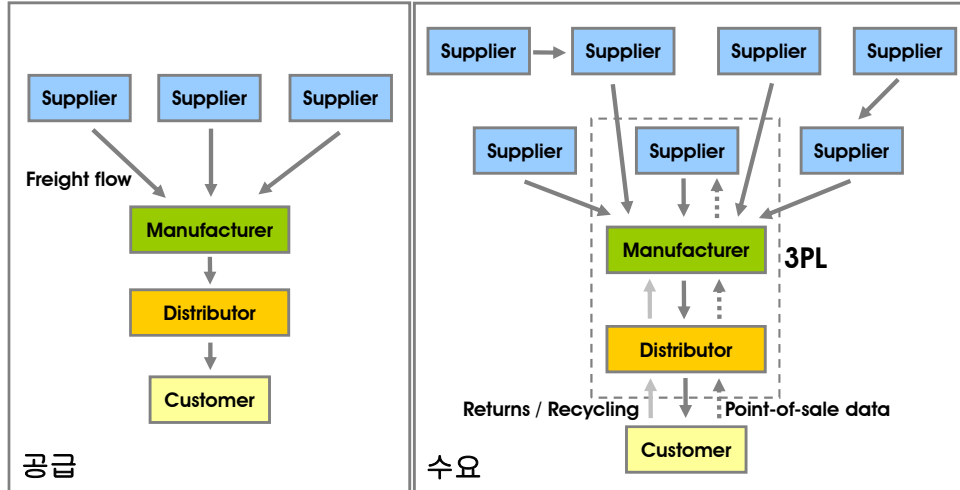 Supplier Supplier Supplier
Freight flow
Manufacturer
Distributor
Customer
공급
Supplier Supplier Supplier Supplier
Supplier Supplier Supplier
Manufacturer
3PL
Distributor
Returns / Recycling Point-of-sale data
Customer
수요